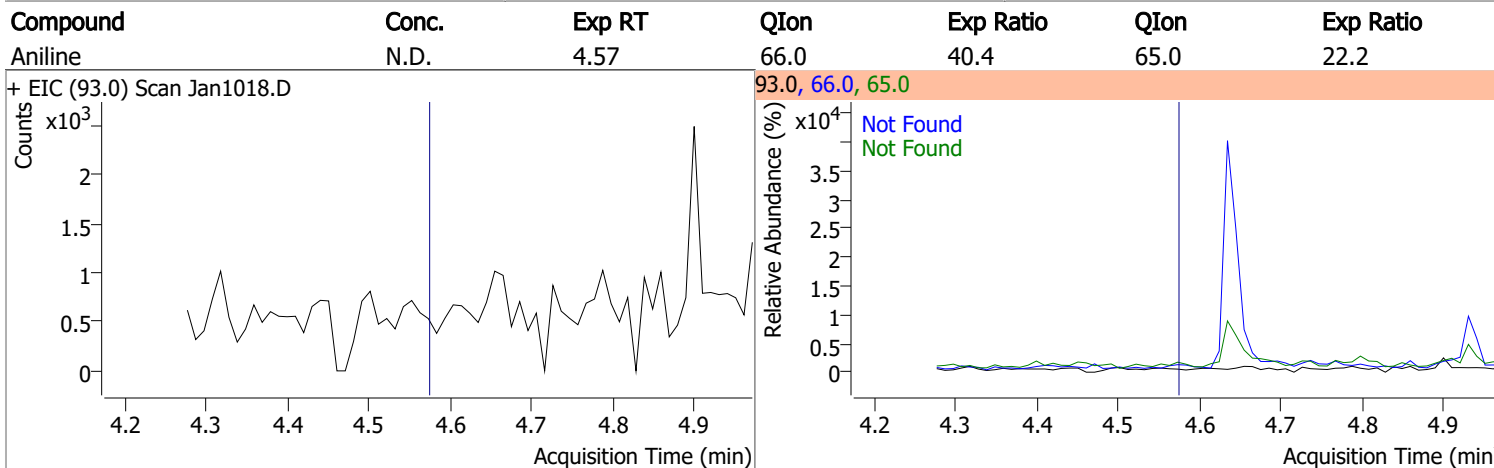 Compound Conc. Exp RT QIon Exp Ratio QIon Exp Ratio
Aniline N.D. 4.57 66.0 40.4 65.0 22.2
+ EIC (93.0) Scan Jan1018.D
Counts
x10³
2
1.5
1
0.5
0
4.2 4.3 4.4 4.5 4.6 4.7 4.8 4.9
Acquisition Time (min)
93.0, 66.0, 65.0
Relative Abundance (%)
x10⁴
Not Found
Not Found
3.5
3
2.5
2
1.5
1
0.5
0
4.2 4.3 4.4 4.5 4.6 4.7 4.8 4.9
Acquisition Time (min